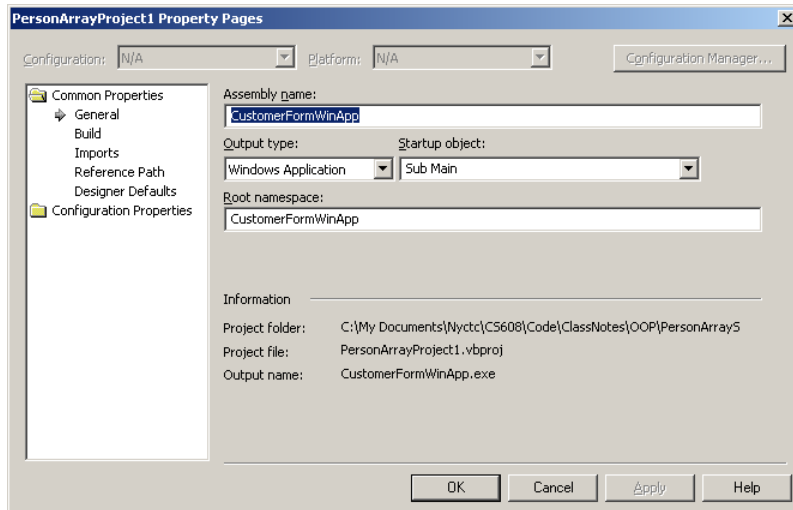 PersonArrayProject1 Property Pages
Configuration: N/A Platform: N/A Configuration Manager...
Common Properties
General
Build
Imports
Reference Path
Designer Defaults
Configuration Properties
Assembly name:
CustomerFormWinApp
Output type: Startup object:
Windows Application Sub Main
Root namespace:
CustomerFormWinApp
Information
Project folder: C:\My Documents\Nyctc\CS608\Code\ClassNotes\OOP\PersonArrayS
Project file: PersonArrayProject1.vbproj
Output name: CustomerFormWinApp.exe
OK Cancel Apply Help